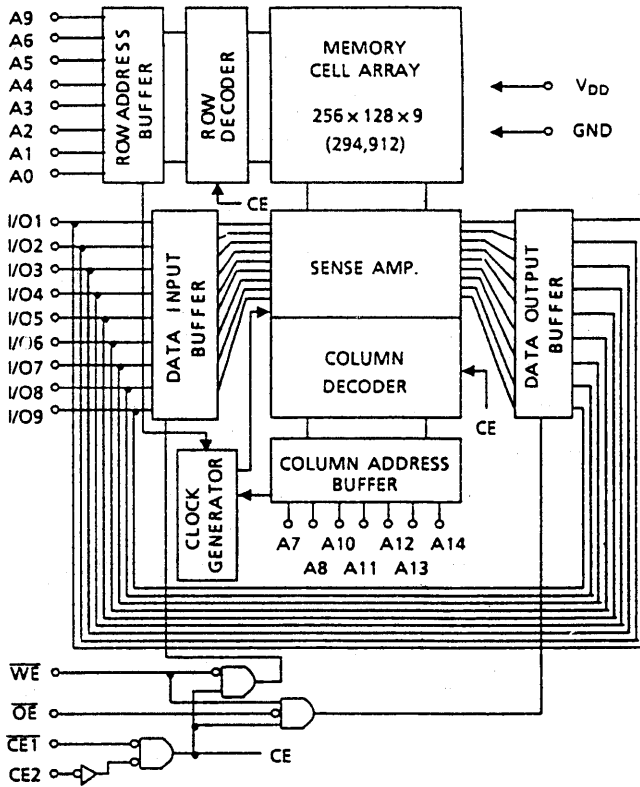 A9
A6
A5
A4
A3
A2
A1
A0
ROW ADDRESS
BUFFER
ROW
DECODER
MEMORY
CELL ARRAY
256 x 128 x 9
(294,912)
VDD
GND
CE
I/O1
I/O2
I/O3
I/O4
I/O5
I/O6
I/O7
I/O8
I/O9
DATA INPUT
BUFFER
SENSE AMP.
COLUMN
DECODER
DATA OUTPUT
BUFFER
CE
CLOCK
GENERATOR
COLUMN ADDRESS
BUFFER
A7 A10 A12 A14
A8 A11 A13
W̅E̅
O̅E̅
C̅E̅1̅
CE2
CE